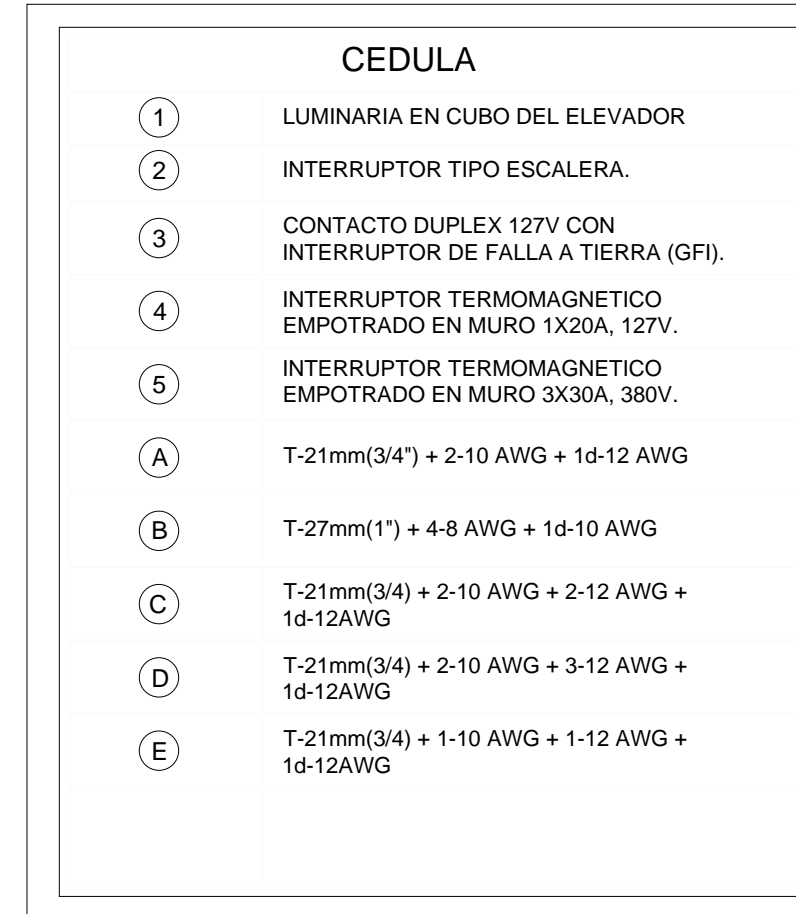 CEDULA
1 LUMINARIA EN CUBO DEL ELEVADOR
2 INTERRUPTOR TIPO ESCALERA.
3 CONTACTO DUPLEX 127V CON
INTERRUPTOR DE FALLA A TIERRA (GFI).
4 INTERRUPTOR TERMOMAGNETICO
EMPOTRADO EN MURO 1X20A, 127V.
5 INTERRUPTOR TERMOMAGNETICO
EMPOTRADO EN MURO 3X30A, 380V.
A T-21mm(3/4") + 2-10 AWG + 1d-12 AWG
B T-27mm(1") + 4-8 AWG + 1d-10 AWG
C T-21mm(3/4) + 2-10 AWG + 2-12 AWG +
1d-12AWG
D T-21mm(3/4) + 2-10 AWG + 3-12 AWG +
1d-12AWG
E T-21mm(3/4) + 1-10 AWG + 1-12 AWG +
1d-12AWG